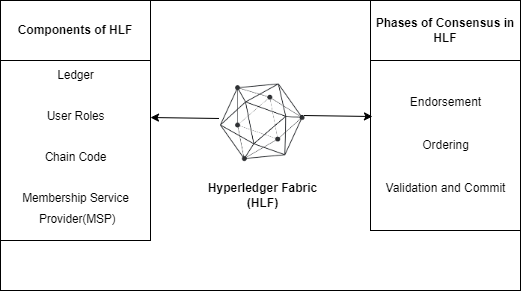 Components of HLF
Ledger
User Roles
Chain Code
Membership Service
Provider(MSP)
Hyperledger Fabric
(HLF)
Phases of Consensus in
HLF
Endorsement
Ordering
Validation and Commit